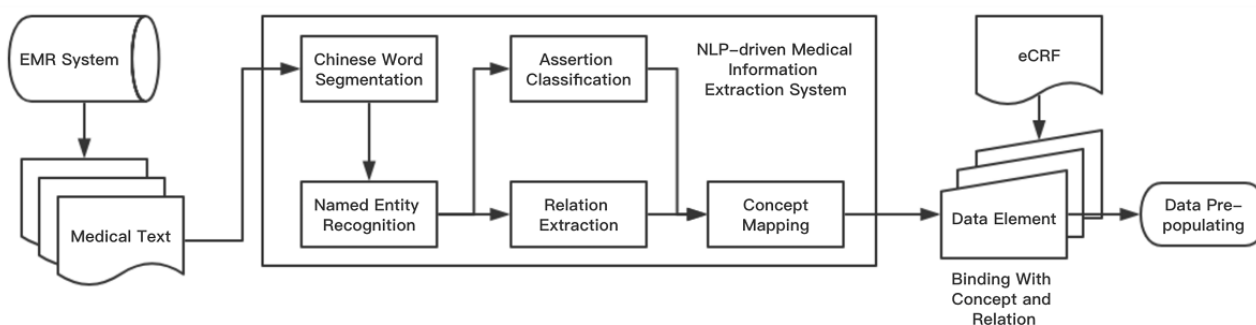 EMR System
Medical Text
Chinese Word
Segmentation
Named Entity
Recognition
Assertion
Classification
Relation
Extraction
NLP-driven Medical
Information
Extraction System
Concept
Mapping
eCRF
Data Element
Binding With
Concept and
Relation
Data Pre-
populating